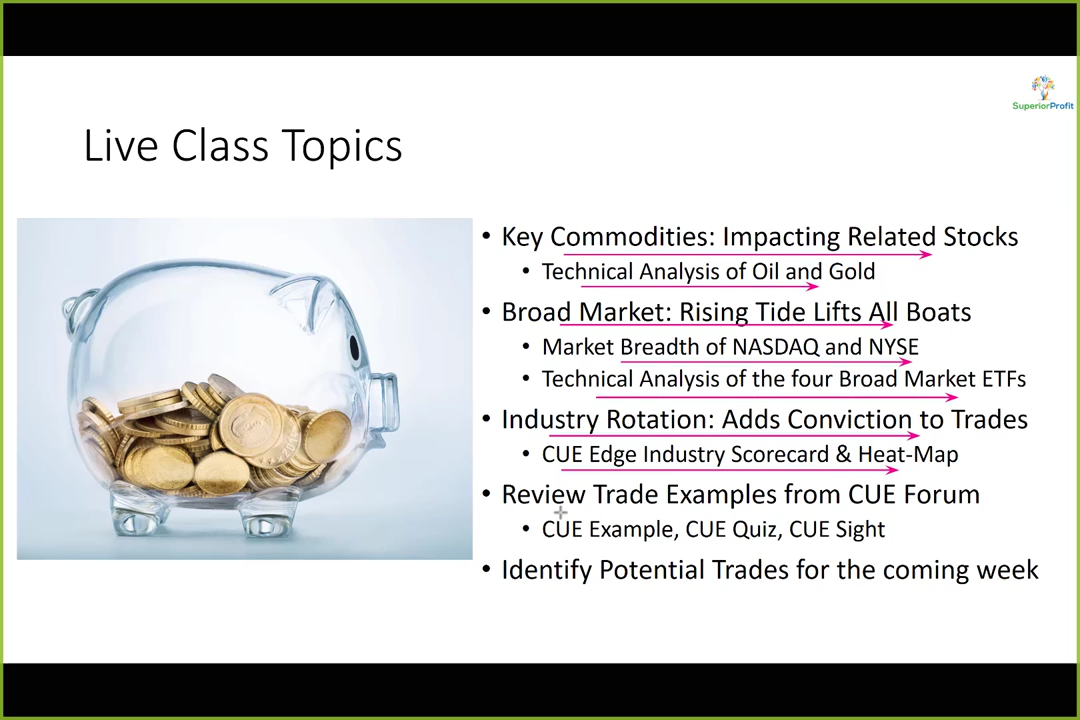 SuperiorProfit
Live Class Topics
• Key Commodities: Impacting Related Stocks
• Technical Analysis of Oil and Gold
• Broad Market: Rising Tide Lifts All Boats
• Market Breadth of NASDAQ and NYSE
• Technical Analysis of the four Broad Market ETFs
• Industry Rotation: Adds Conviction to Trades
• CUE Edge Industry Scorecard & Heat-Map
• Review Trade Examples from CUE Forum
• CUE Example, CUE Quiz, CUE Sight
• Identify Potential Trades for the coming week